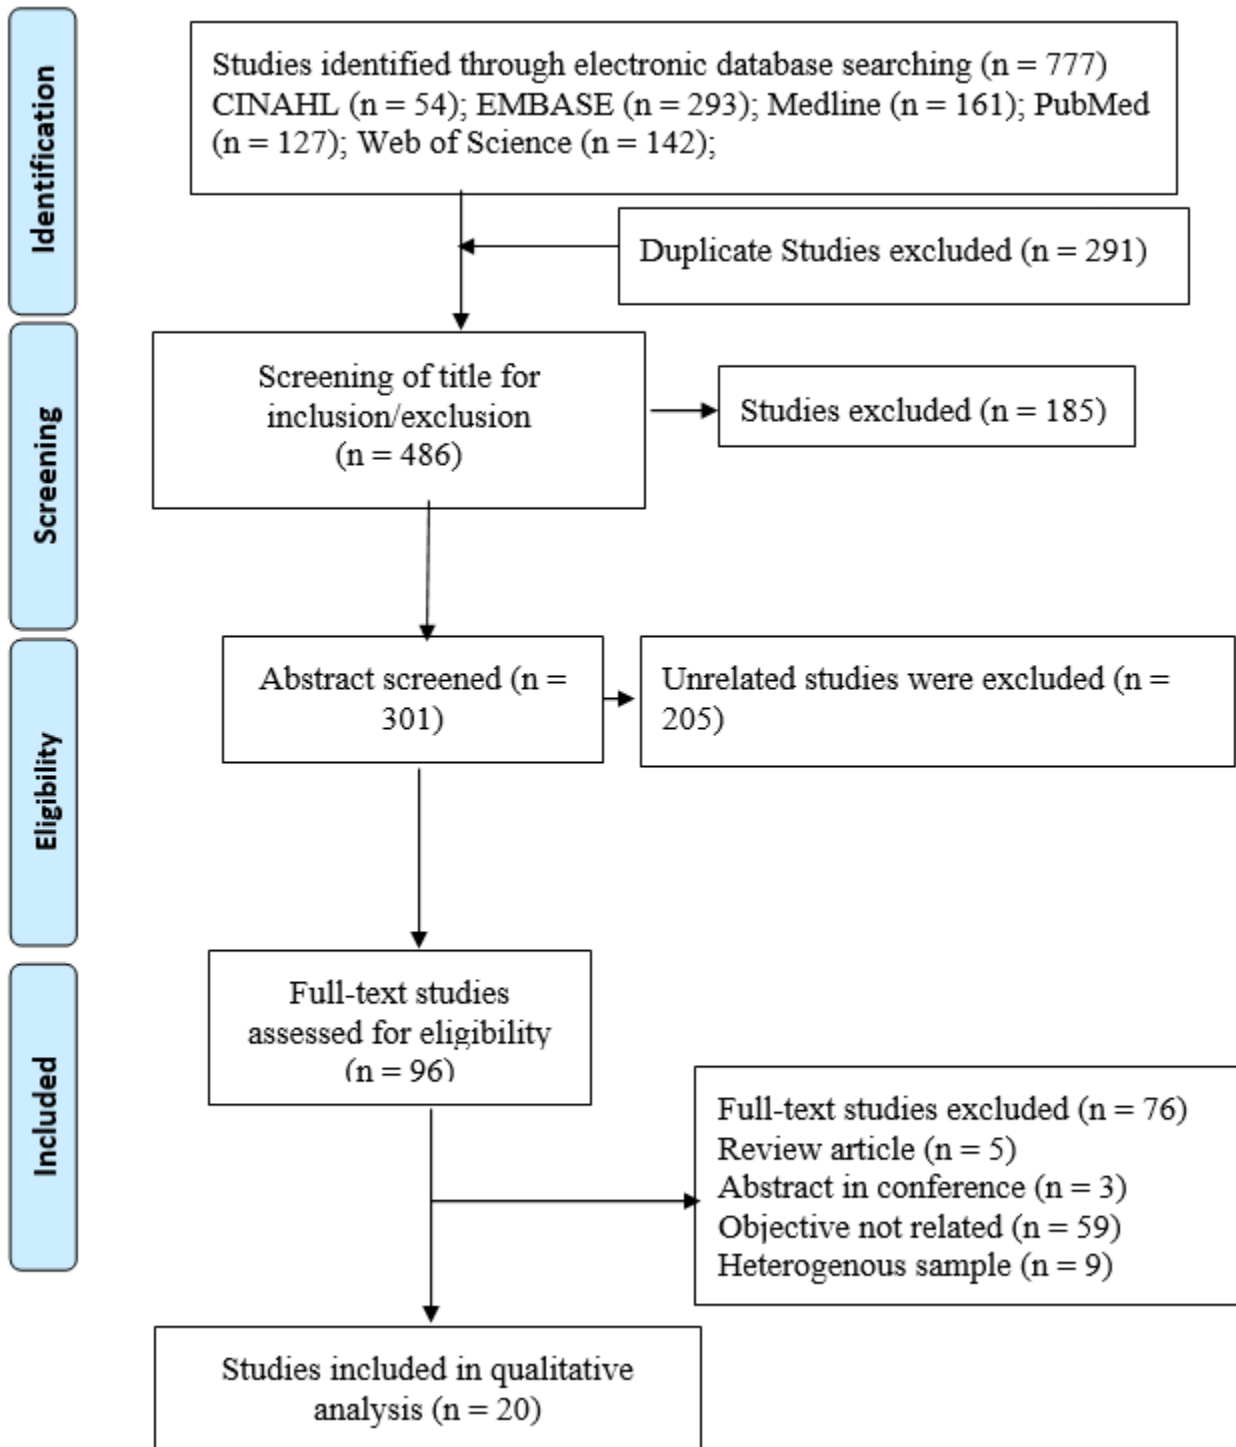 Identification
Studies identified through electronic database searching (n = 777)
CINAHL (n = 54); EMBASE (n = 293); Medline (n = 161); PubMed
(n = 127); Web of Science (n = 142);
Duplicate Studies excluded (n = 291)
Screening
Screening of title for
inclusion/exclusion
(n = 486)
Studies excluded (n = 185)
Eligibility
Abstract screened (n =
301)
Unrelated studies were excluded (n =
205)
Included
Full-text studies
assessed for eligibility
(n = 96)
Full-text studies excluded (n = 76)
Review article (n = 5)
Abstract in conference (n = 3)
Objective not related (n = 59)
Heterogenous sample (n = 9)
Studies included in qualitative
analysis (n = 20)